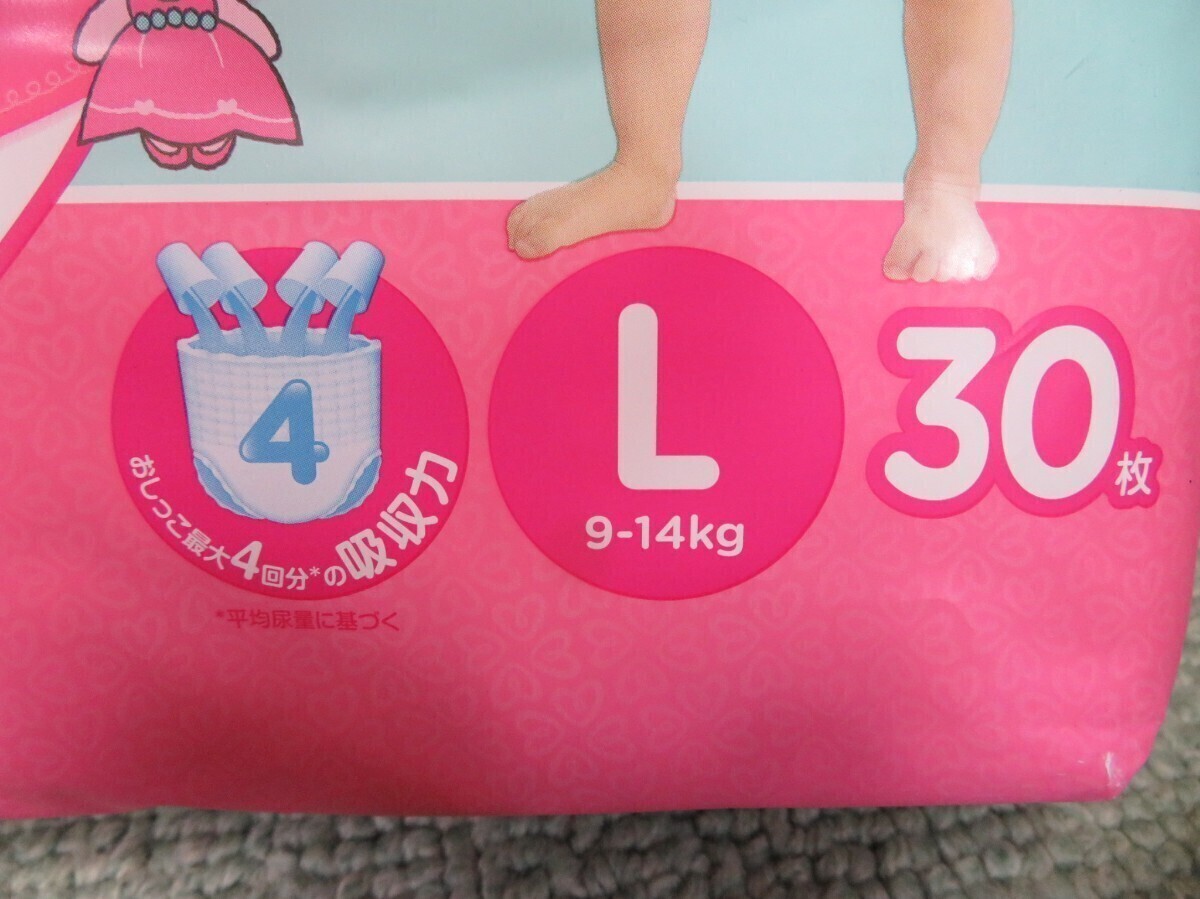 4
おしっこ最大4回分*の吸収力
*平均尿量に基づく
L
9-14kg
30枚